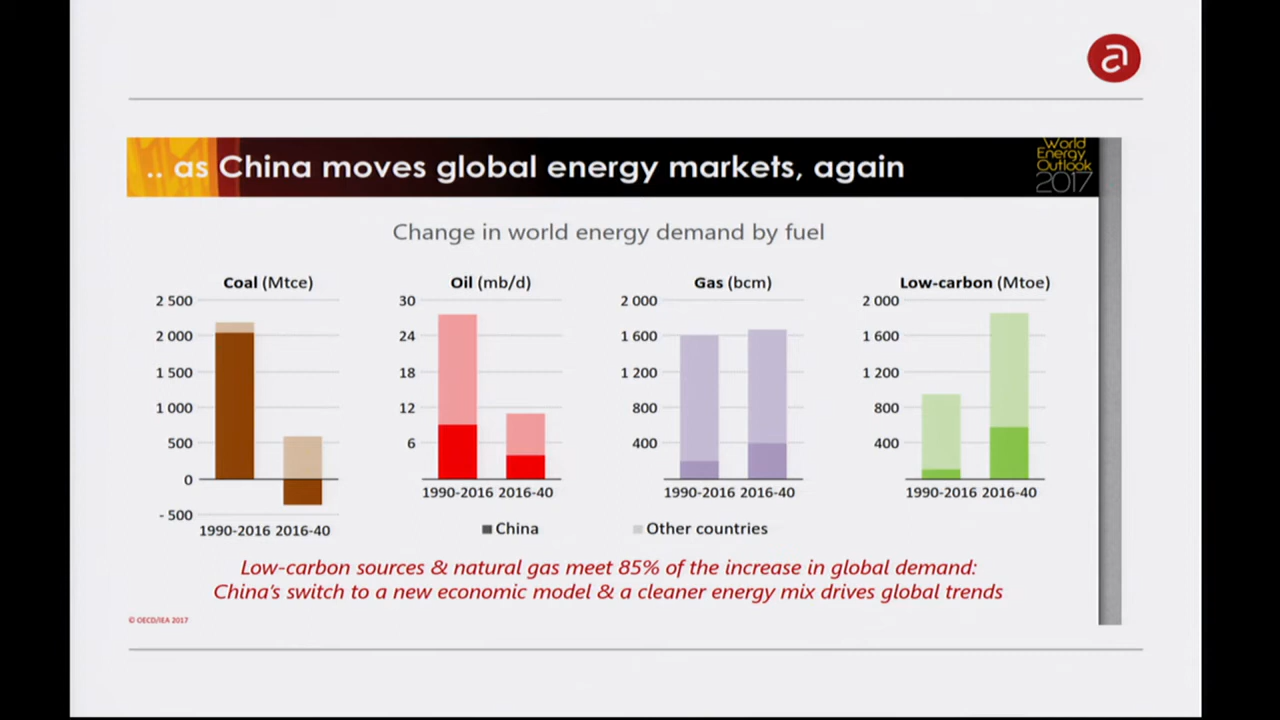 a
.. as China moves global energy markets, again
World
Energy
Outlook
2017
Change in world energy demand by fuel
Coal (Mtce)
2 500
2 000
1 500
1 000
500
0
- 500
1990-2016 2016-40
Oil (mb/d)
30
24
18
12
6
1990-2016 2016-40
Gas (bcm)
2 000
1 600
1 200
800
400
1990-2016 2016-40
Low-carbon (Mtoe)
2 000
1 600
1 200
800
400
1990-2016 2016-40
China
Other countries
Low-carbon sources & natural gas meet 85% of the increase in global demand:
China's switch to a new economic model & a cleaner energy mix drives global trends
© OECD/IEA 2017